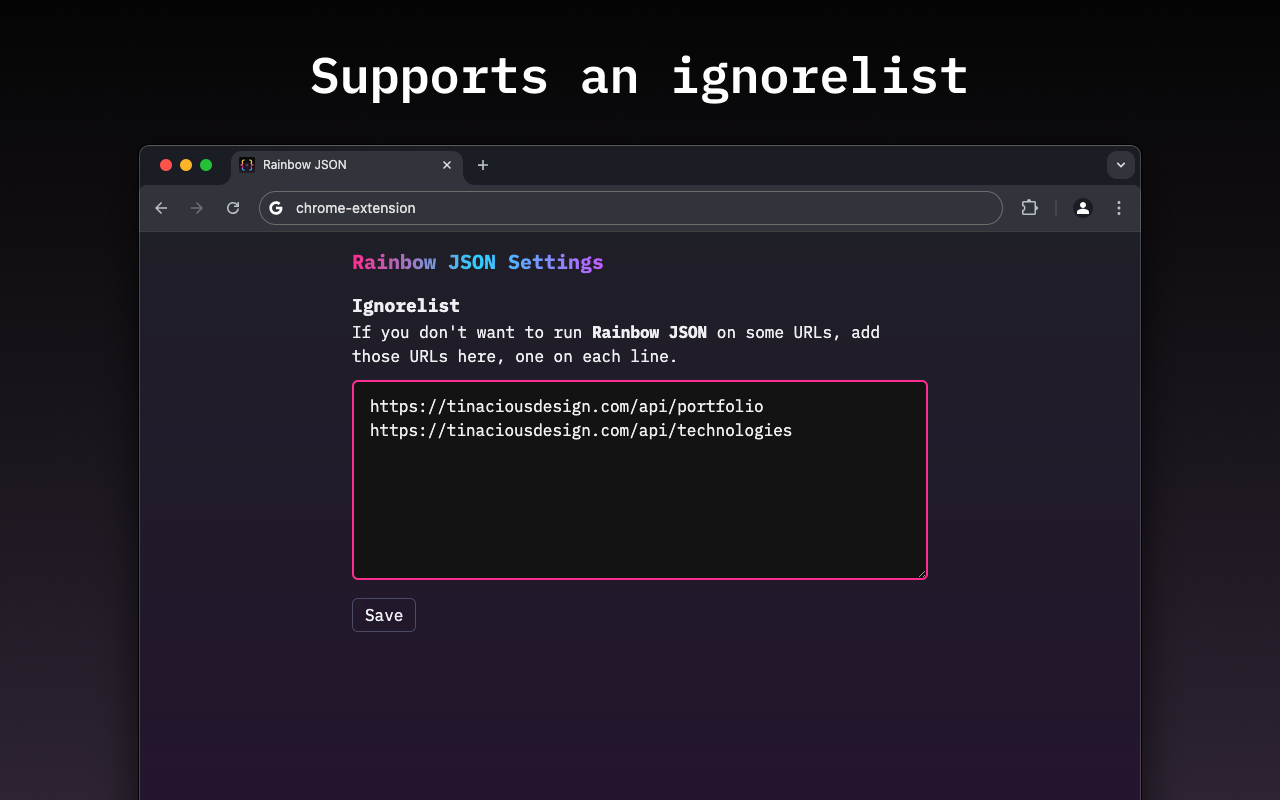 Supports an ignorelist
Rainbow JSON
chrome-extension
Rainbow JSON Settings
Ignorelist
If you don't want to run Rainbow JSON on some URLs, add
those URLs here, one on each line.
https://tinaciousdesign.com/api/portfolio
https://tinaciousdesign.com/api/technologies
Save